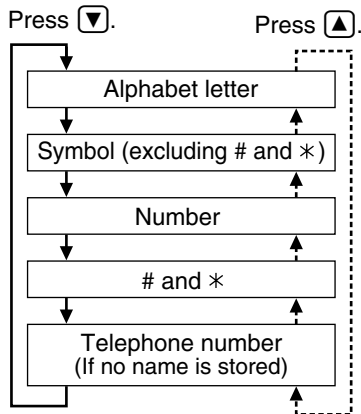 Press ▼.
Press ▲.
Alphabet letter
Symbol (excluding # and ＊)
Number
# and ＊
Telephone number
(If no name is stored)